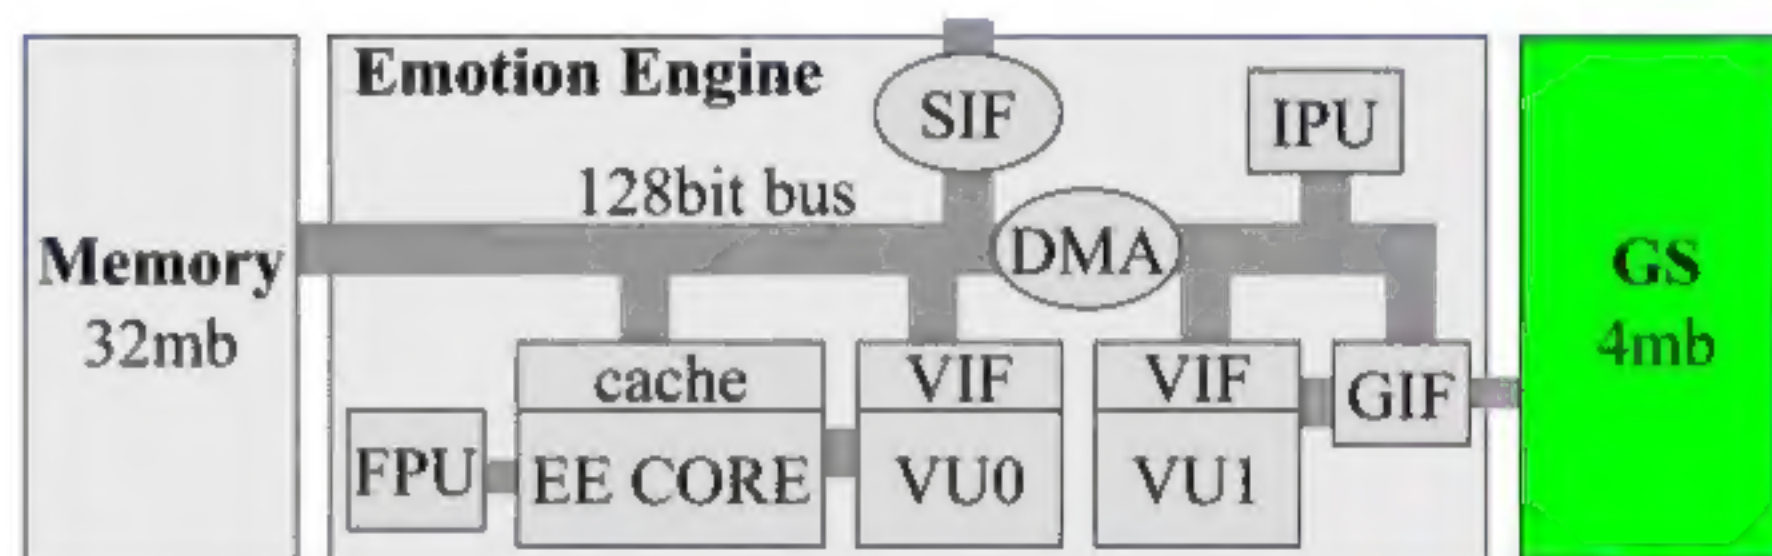 Emotion Engine
SIF
IPU
128bit bus
DMA
Memory
32mb
GS
4mb
cache
VIF
VIF
GIF
FPU
EE CORE
VU0
VU1